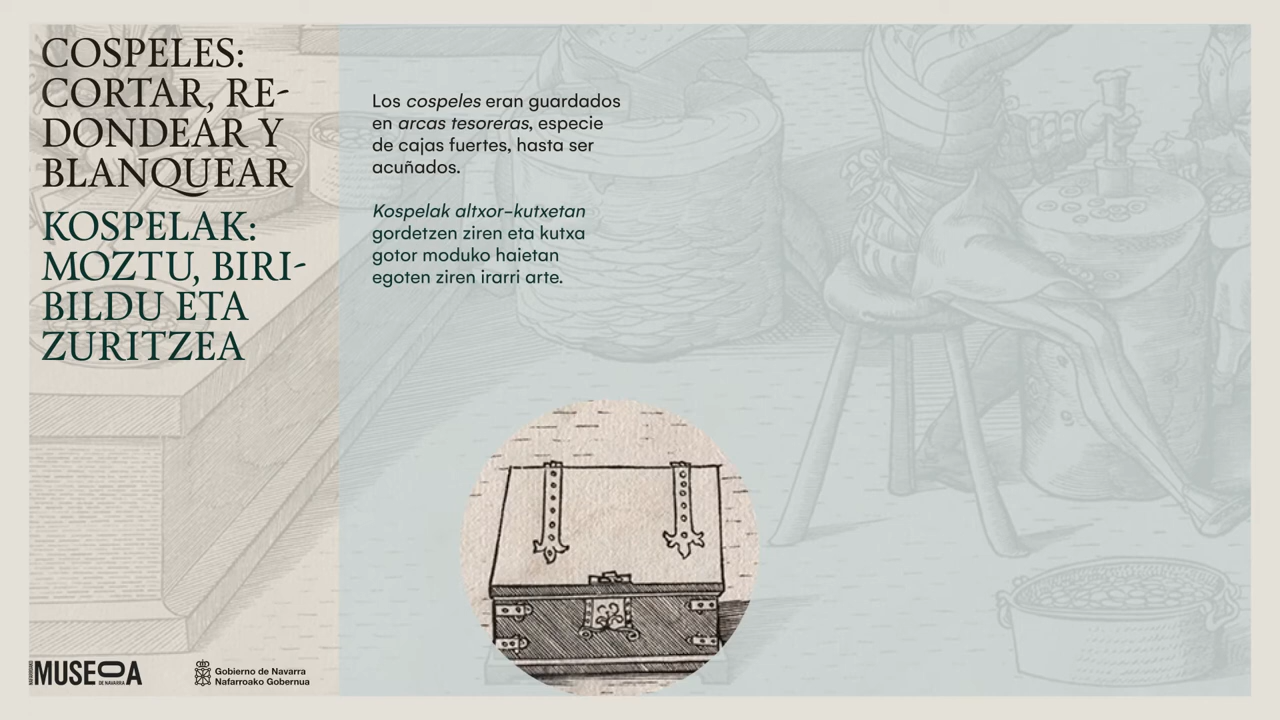 COSPELES:
CORTAR, RE-
DONDEAR Y
BLANQUEAR
KOSPELAK:
MOZTU, BIRI-
BILDU ETA
ZURITZEA
Los cospeles eran guardados
en arcas tesoreras, especie
de cajas fuertes, hasta ser
acuñados.
Kospelak altxor-kutxetan
gordetzen ziren eta kutxa
gotor moduko haietan
egoten ziren irarri arte.
MUSEOA
DE NAVARRA
Gobierno de Navarra
Nafarroako Gobernua